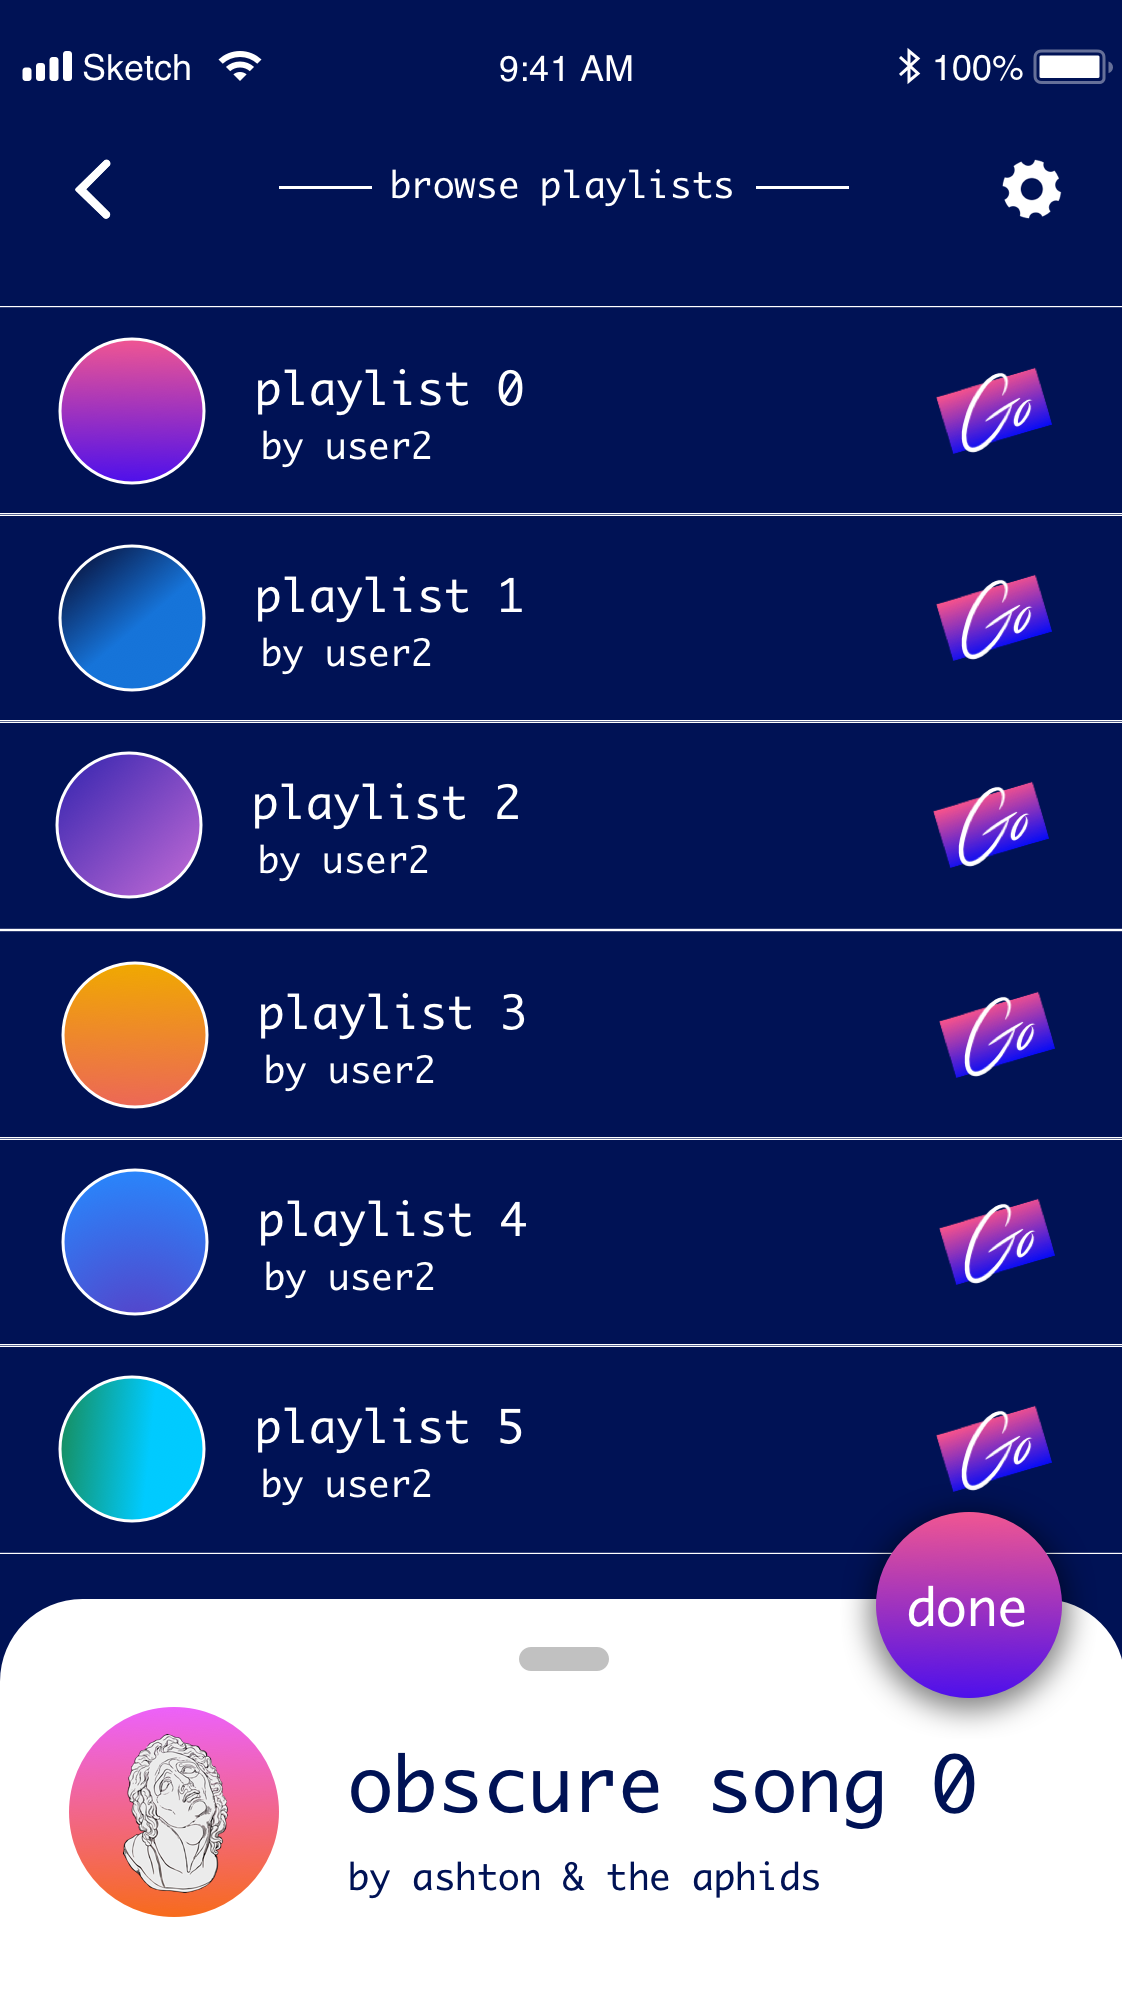 Sketch 9:41 AM 100%
browse playlists
playlist 0
by user2
Go
playlist 1
by user2
Go
playlist 2
by user2
Go
playlist 3
by user2
Go
playlist 4
by user2
Go
playlist 5
by user2
Go
done
obscure song 0
by ashton & the aphids